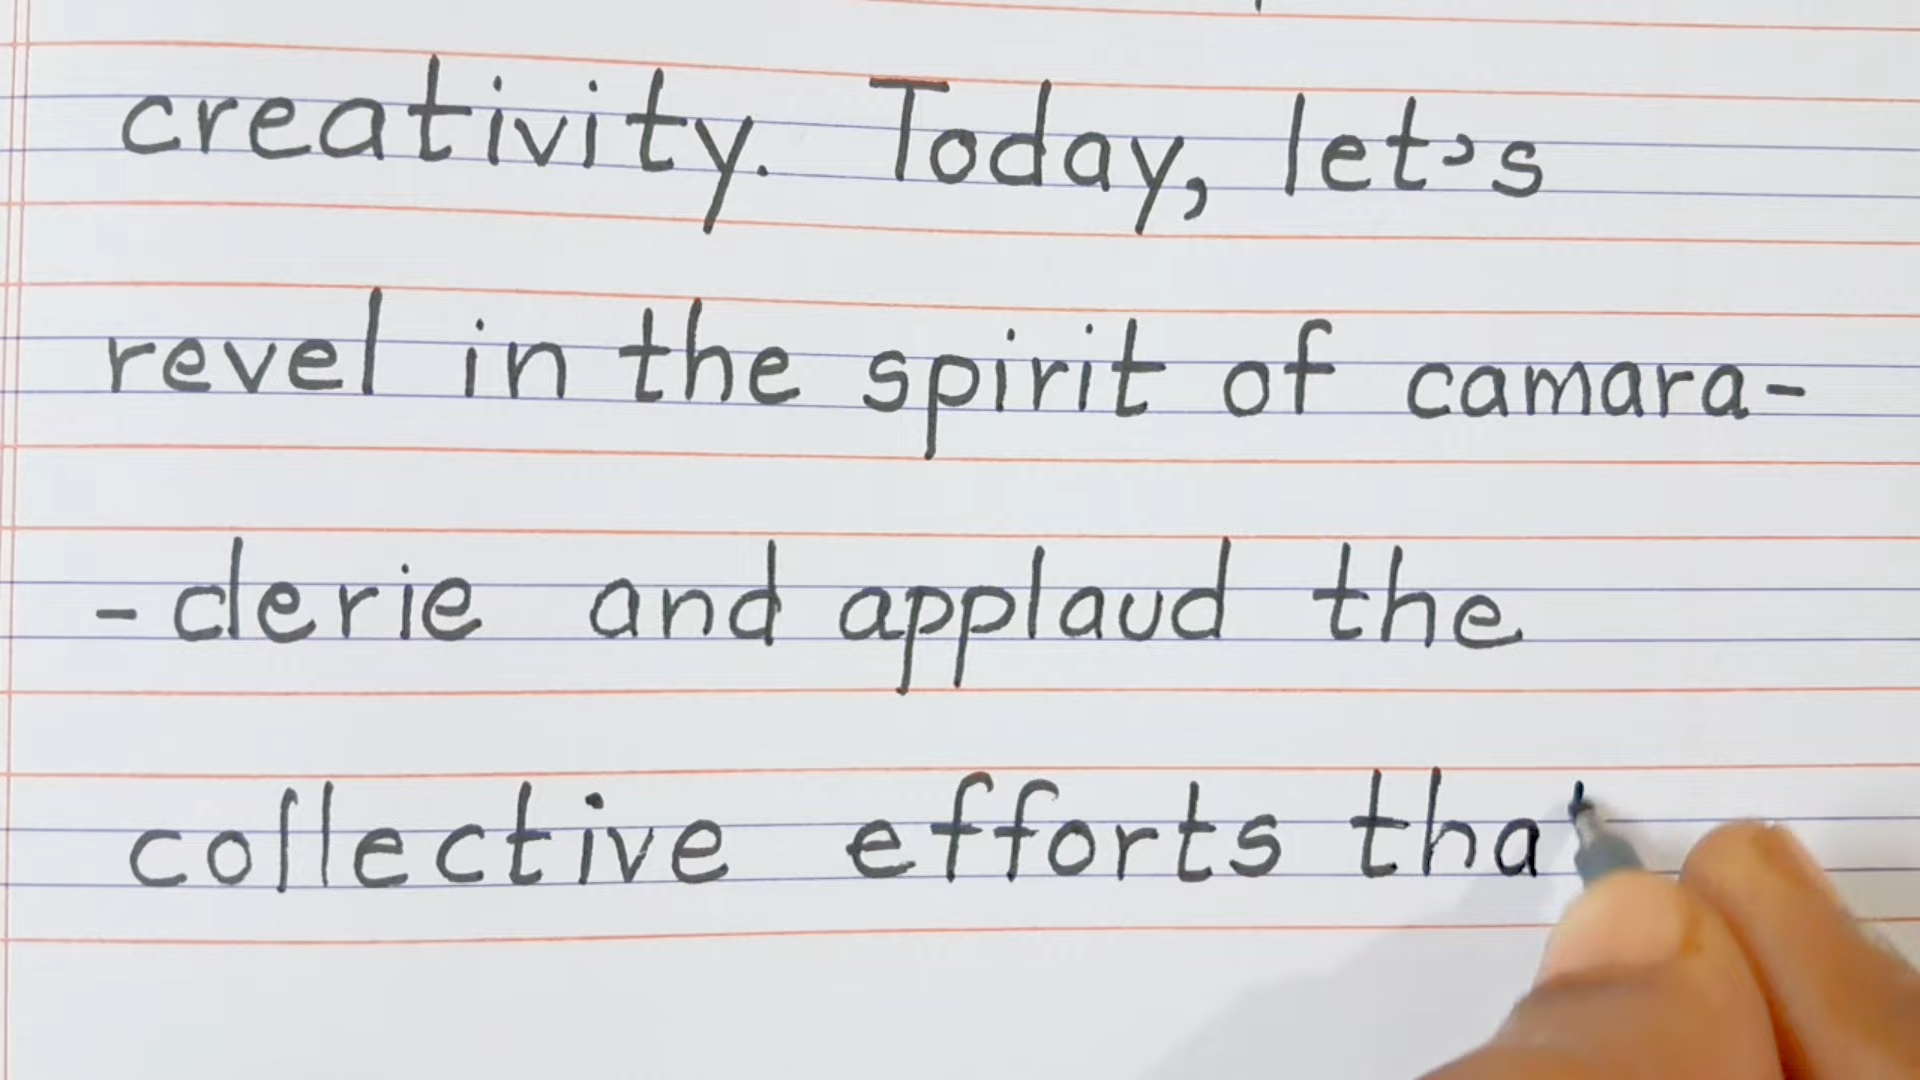 creativity. Today, let's
revel in the spirit of camara-
-derie and applaud the
collective efforts tha